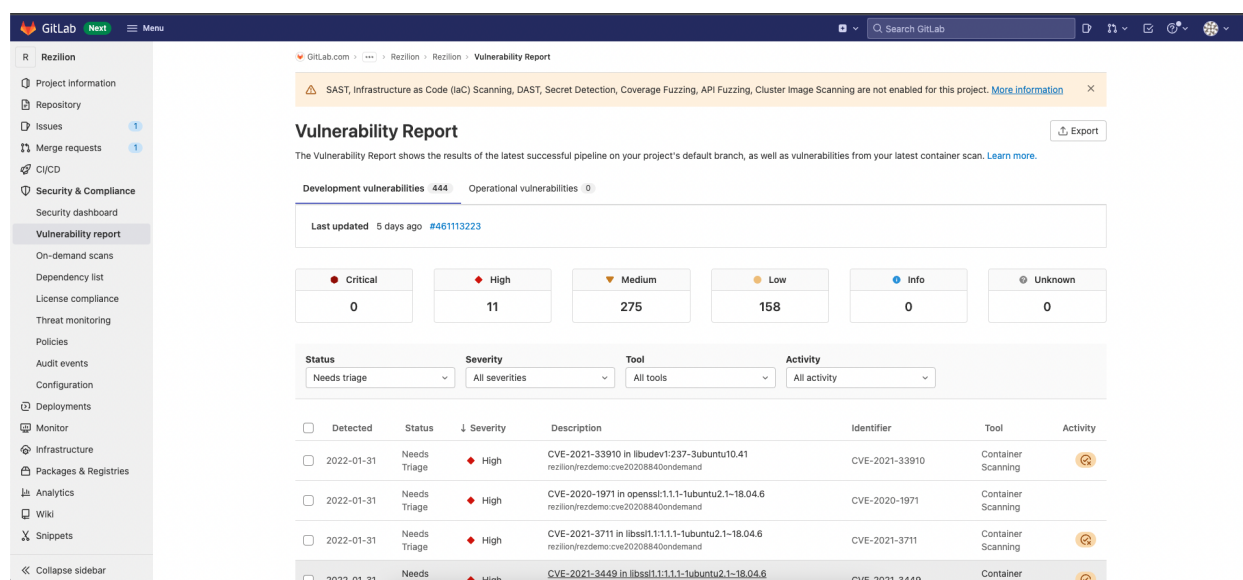 GitLab Next Menu Search GitLab
R Rezilion
Project information
Repository
Issues 1
Merge requests 1
CI/CD
Security & Compliance
Security dashboard
Vulnerability report
On-demand scans
Dependency list
License compliance
Threat monitoring
Policies
Audit events
Configuration
Deployments
Monitor
Infrastructure
Packages & Registries
Analytics
Wiki
Snippets
Collapse sidebar
GitLab.com › ... › Rezilion › Rezilion › Vulnerability Report
SAST, Infrastructure as Code (IaC) Scanning, DAST, Secret Detection, Coverage Fuzzing, API Fuzzing, Cluster Image Scanning are not enabled for this project. More information
Vulnerability Report
Export
The Vulnerability Report shows the results of the latest successful pipeline on your project's default branch, as well as vulnerabilities from your latest container scan. Learn more.
Development vulnerabilities 444 Operational vulnerabilities 0
Last updated 5 days ago #461113223
Critical High Medium Low Info Unknown
0 11 275 158 0 0
Status Severity Tool Activity
Needs triage All severities All tools All activity
Detected Status Severity Description Identifier Tool Activity
2022-01-31 Needs Triage High CVE-2021-33910 in libudev1:237-3ubuntu10.41 CVE-2021-33910 Container Scanning
rezilion/rezdemo:cve20208840ondemand
2022-01-31 Needs Triage High CVE-2020-1971 in openssl:1.1.1-1ubuntu2.1~18.04.6 CVE-2020-1971 Container Scanning
rezilion/rezdemo:cve20208840ondemand
2022-01-31 Needs Triage High CVE-2021-3711 in libssl1.1:1.1.1-1ubuntu2.1~18.04.6 CVE-2021-3711 Container Scanning
rezilion/rezdemo:cve20208840ondemand
2022-01-31 Needs High CVE-2021-3449 in libssl1.1:1.1.1-1ubuntu2.1~18.04.6 CVE-2021-3449 Container